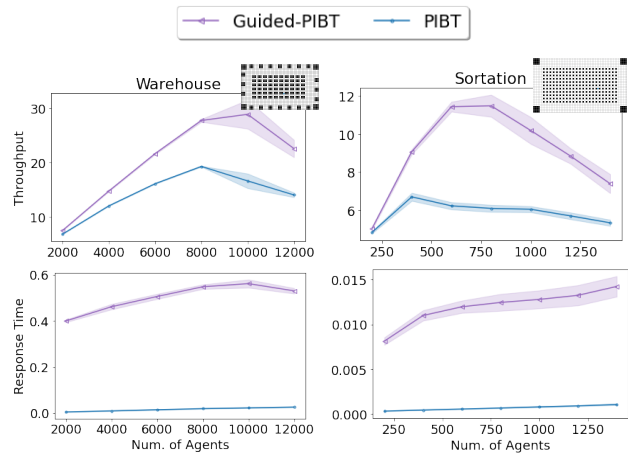 Guided-PIBT PIBT
Warehouse
Sortation
Throughput
30
20
10
2000 4000 6000 8000 10000 12000
12
10
8
6
250 500 750 1000 1250
Response Time
0.6
0.4
0.2
0.0
2000 4000 6000 8000 10000 12000
Num. of Agents
0.015
0.010
0.005
0.000
250 500 750 1000 1250
Num. of Agents